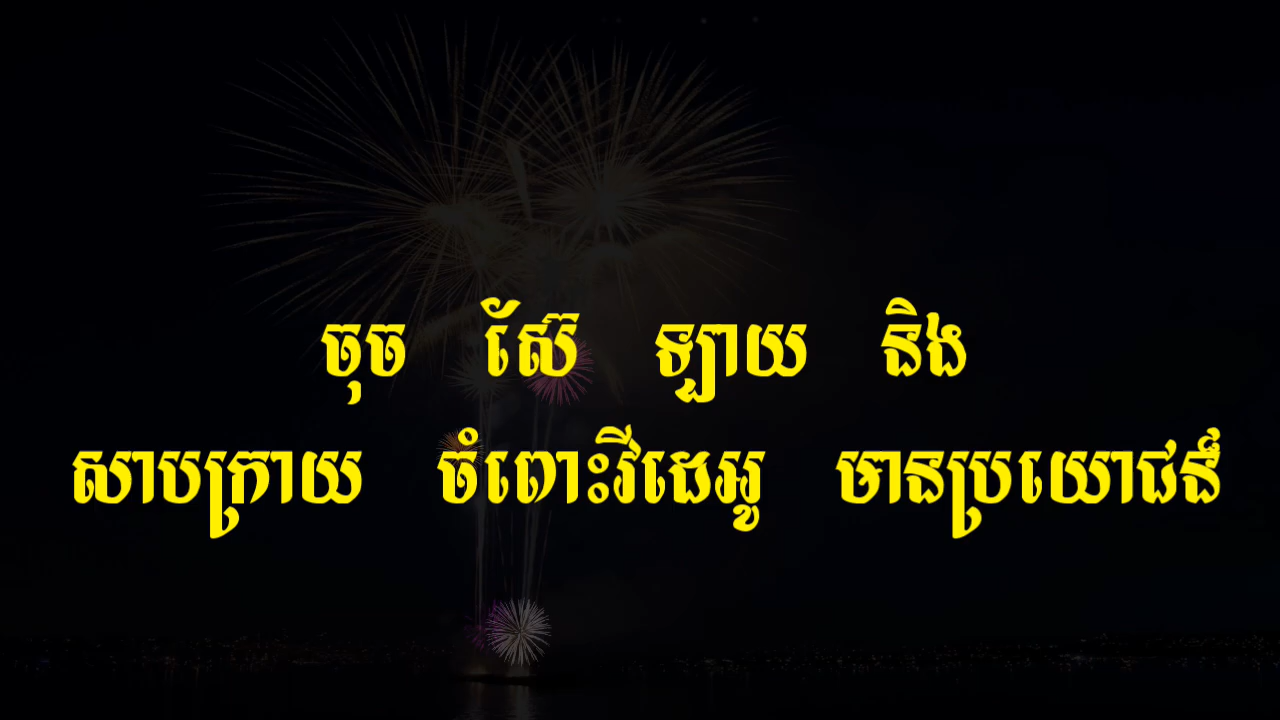 ចុច ស៊ែ ឡាយ និង
សាបក្រាយ ចំពោះវីដេអូ មានប្រយោជន៏